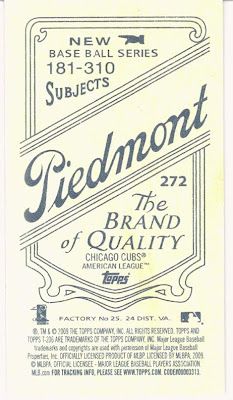 NEW
BASE BALL SERIES
181-310
SUBJECTS
Piedmont
272
The
BRAND
of QUALITY
CHICAGO CUBS®
AMERICAN LEAGUE™
Topps
FACTORY No 25. 24 DIST. VA.
®, TM & © 2009 THE TOPPS COMPANY, INC. ALL RIGHTS RESERVED. TOPPS AND
TOPPS T-206 ARE TRADEMARKS OF THE TOPPS COMPANY, INC. Major League Baseball
trademarks and copyrights are used with permission of Major League Baseball
Properties, Inc. OFFICIALLY LICENSED PRODUCT OF MLBP. LICENSED BY MLBPA, 2009.
© MLBPA. OFFICIAL LICENSEE - MAJOR LEAGUE BASEBALL PLAYERS ASSOCIATION
MLB.com FOR TRACKING INFO, PLEASE SEE WWW.TOPPS.COM. CODE#D0903313.